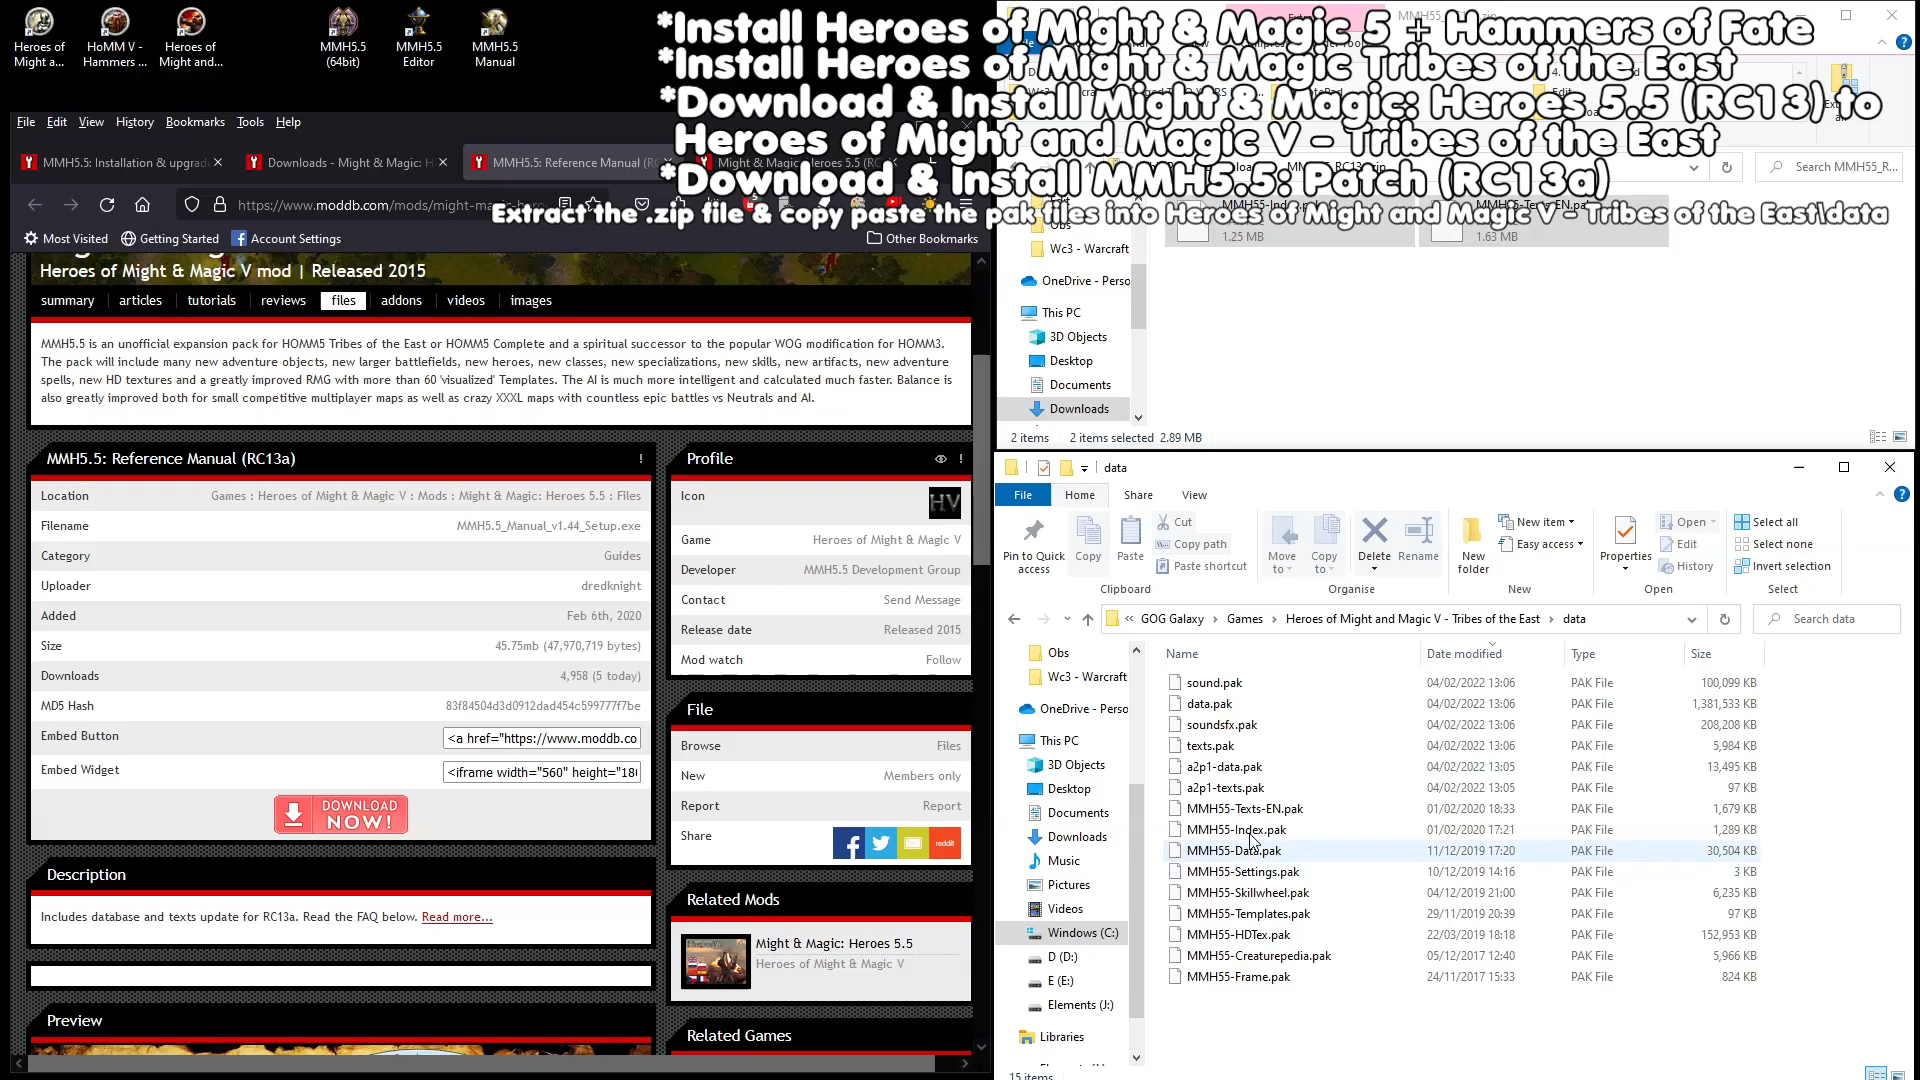 *Install Heroes of Might & Magic 5 + Hammers of Fate
*Install Heroes of Might & Magic Tribes of the East
*Download & Install Might & Magic: Heroes 5.5 (RC13) to
Heroes of Might and Magic V - Tribes of the East
*Download & Install MMH5.5: Patch (RC13a)
Extract the .zip file & copy paste the pak files into Heroes of Might and Magic V - Tribes of the East\data
Heroes of Might a...
HoMM V - Hammers ...
Heroes of Might and...
MMH5.5 (64bit)
MMH5.5 Editor
MMH5.5 Manual
File Edit View History Bookmarks Tools Help
MMH5.5: Installation & upgrad
Downloads - Might & Magic: H
MMH5.5: Reference Manual (RC
Might & Magic: Heroes 5.5 (RC
https://www.moddb.com/mods/might-magic-hero
Most Visited
Getting Started
Account Settings
Other Bookmarks
Heroes of Might & Magic V mod | Released 2015
summary articles tutorials reviews files addons videos images
MMH5.5 is an unofficial expansion pack for HOMM5 Tribes of the East or HOMM5 Complete and a spiritual successor to the popular WOG modification for HOMM3.
The pack will include many new adventure objects, new larger battlefields, new heroes, new classes, new specializations, new skills, new artifacts, new adventure
spells, new HD textures and a greatly improved RMG with more than 60 'visualized' Templates. The AI is much more intelligent and calculated much faster. Balance is
also greatly improved both for small competitive multiplayer maps as well as crazy XXXL maps with countless epic battles vs Neutrals and AI.
MMH5.5: Reference Manual (RC13a) !
Location Games : Heroes of Might & Magic V : Mods : Might & Magic: Heroes 5.5 : Files
Filename MMH5.5_Manual_v1.44_Setup.exe
Category Guides
Uploader dredknight
Added Feb 6th, 2020
Size 45.75mb (47,970,719 bytes)
Downloads 4,958 (5 today)
MD5 Hash 83f84504d3d0912dad454c599777f7be
Embed Button <a href="https://www.moddb.co
Embed Widget <iframe width="560" height="18
DOWNLOAD NOW!
Description
Includes database and texts update for RC13a. Read the FAQ below. Read more...
Preview
Profile !
Icon HV
Game Heroes of Might & Magic V
Developer MMH5.5 Development Group
Contact Send Message
Release date Released 2015
Mod watch Follow
File
Browse Files
New Members only
Report Report
Share reddit
Related Mods
Might & Magic: Heroes 5.5
Heroes of Might & Magic V
Related Games
Search MMH55_R...
1.25 MB
1.63 MB
Obs
Wc3 - Warcraft
OneDrive - Perso
This PC
3D Objects
Desktop
Documents
Downloads
2 items 2 items selected 2.89 MB
data
File Home Share View
Pin to Quick access
Copy
Paste
Cut
Copy path
Paste shortcut
Clipboard
Move to
Copy to
Delete
Rename
Organise
New folder
New item
Easy access
New
Properties
Open
Edit
History
Open
Select all
Select none
Invert selection
Select
« GOG Galaxy > Games > Heroes of Might and Magic V - Tribes of the East > data
Search data
Obs
Wc3 - Warcraft
OneDrive - Perso
This PC
3D Objects
Desktop
Documents
Downloads
Music
Pictures
Videos
Windows (C:)
D (D:)
E (E:)
Elements (J:)
Libraries
Name Date modified Type Size
sound.pak 04/02/2022 13:06 PAK File 100,099 KB
data.pak 04/02/2022 13:06 PAK File 1,381,533 KB
soundsfx.pak 04/02/2022 13:06 PAK File 208,208 KB
texts.pak 04/02/2022 13:06 PAK File 5,984 KB
a2p1-data.pak 04/02/2022 13:05 PAK File 13,495 KB
a2p1-texts.pak 04/02/2022 13:05 PAK File 97 KB
MMH55-Texts-EN.pak 01/02/2020 18:33 PAK File 1,679 KB
MMH55-Index.pak 01/02/2020 17:21 PAK File 1,289 KB
MMH55-Data.pak 11/12/2019 17:20 PAK File 30,504 KB
MMH55-Settings.pak 10/12/2019 14:16 PAK File 3 KB
MMH55-Skillwheel.pak 04/12/2019 21:00 PAK File 6,235 KB
MMH55-Templates.pak 29/11/2019 20:39 PAK File 97 KB
MMH55-HDTex.pak 22/03/2019 18:18 PAK File 152,953 KB
MMH55-Creaturepedia.pak 05/12/2017 12:40 PAK File 5,966 KB
MMH55-Frame.pak 24/11/2017 15:33 PAK File 824 KB
15 items